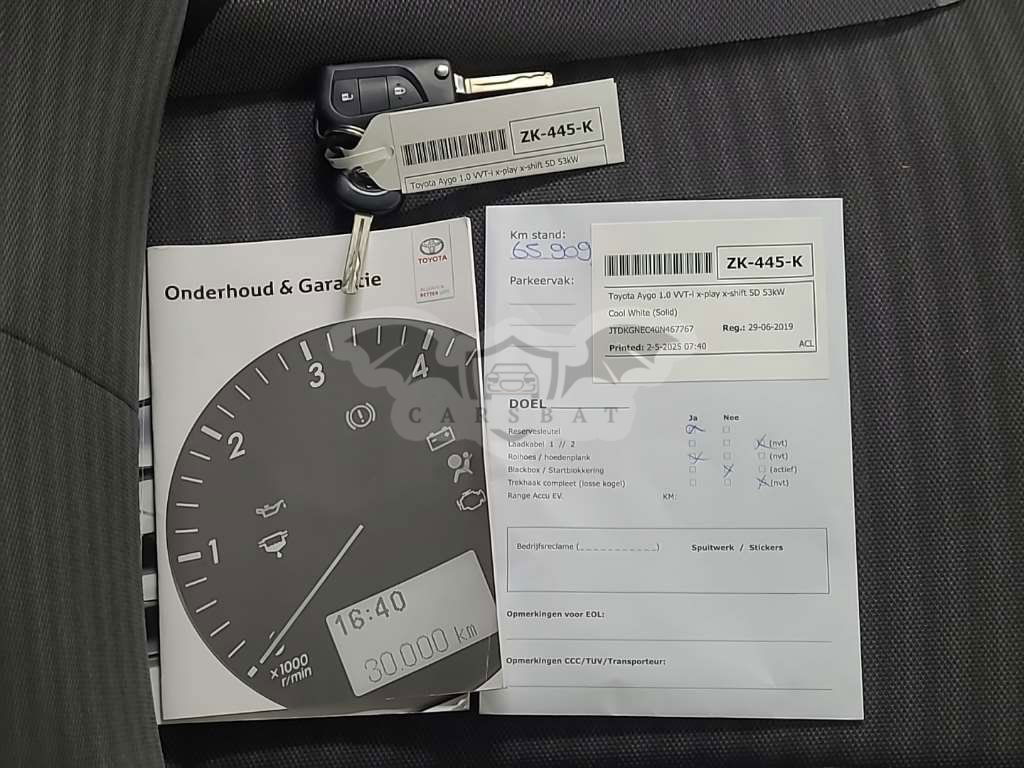 ZK-445-K
Toyota Aygo 1.0 VVT-i x-play x-shift 5D 53kW
TOYOTA
ALWAYS A
BETTER WAY
Onderhoud & Garantie
1
2
3
4
x1000
r/min
16:40
30.000 km
Km stand:
65 909
Parkeervak:
ZK-445-K
Toyota Aygo 1.0 VVT-i x-play x-shift 5D 53kW
Cool White (Solid)
JTDKGNEC40N467767 Reg.: 29-06-2019
Printed: 2-5-2025 07:40 ACL
CARSBAT
DOEL
Ja Nee
Reservesleutel
Laadkabel 1 // 2 (nvt)
Rolhoes / hoedenplank (nvt)
Blackbox / Startblokkering (actief)
Trekhaak compleet (losse kogel) (nvt)
Range Accu EV. KM:
Bedrijfsreclame (_ _ _ _ _ _ _ _ _ _) Spuitwerk / Stickers
Opmerkingen voor EOL:
Opmerkingen CCC/TUV/Transporteur: